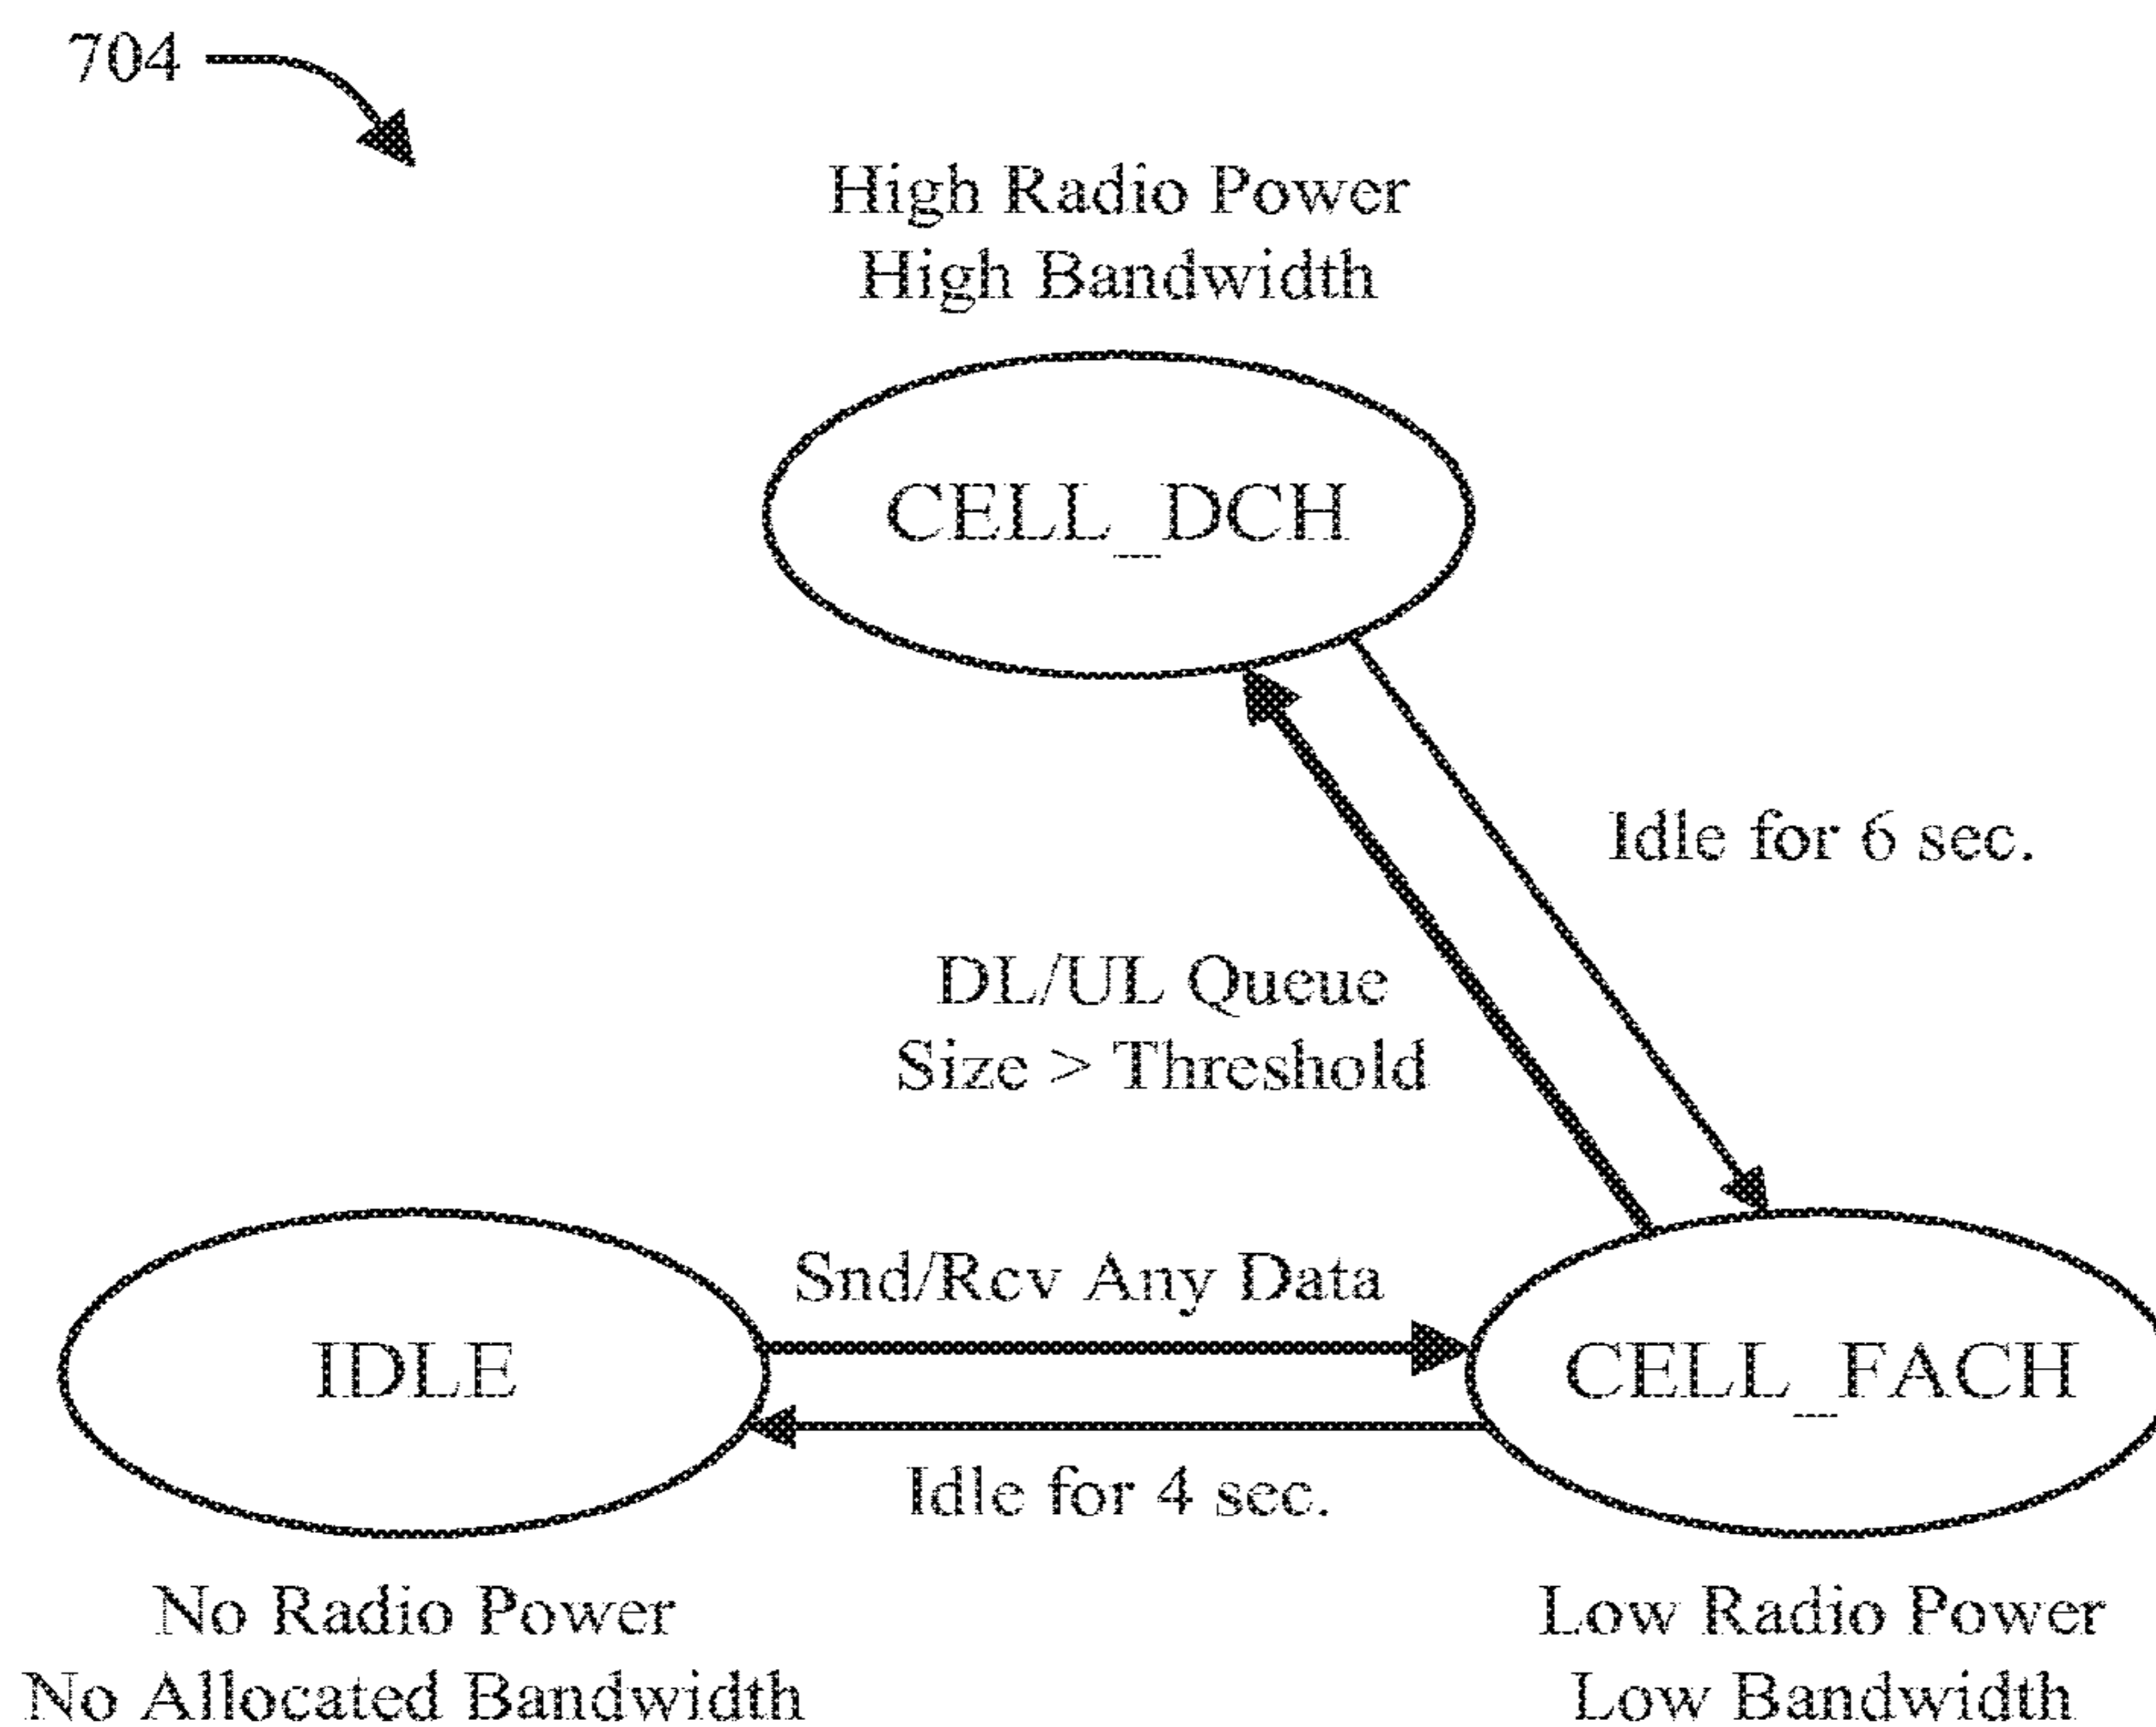 704
High Radio Power
High Bandwidth
CELL_DCH
Idle for 6 sec.
DL/UL Queue
Size > Threshold
Snd/Rcv Any Data
IDLE
CELL_FACH
Idle for 4 sec.
No Radio Power
No Allocated Bandwidth
Low Radio Power
Low Bandwidth